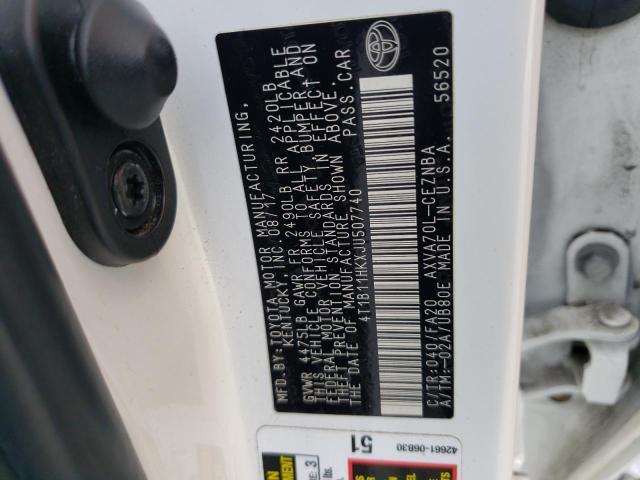 MFD.BY:TOYOTA MOTOR MANUFACTURING,
KENTUCKY, INC. 08/17
GVWR 4475LB GAWR FR 2490LB RR 2420LB
THIS VEHICLE CONFORMS TO ALL APPLICABLE
FEDERAL MOTOR VEHICLE SAFETY, BUMPER, AND
THEFT PREVENTION STANDARDS IN EFFECT ON
THE DATE OF MANUFACTURE SHOWN ABOVE.
4T1B11HKXJU507740 PASS.CAR
C/TR:040/FA20 AXVA70L-CEZNBA
A/TM:-02A/UB80E MADE IN U.S.A. 56520
51
42661-06B30